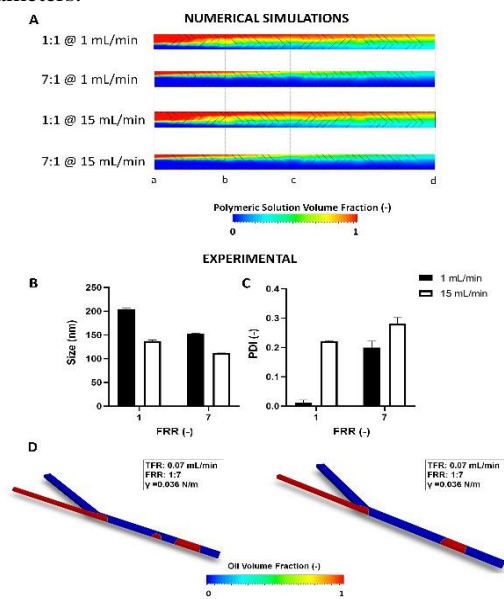 NUMERICAL SIMULATIONS
A
1:1 @ 1 mL/min
7:1 @ 1 mL/min
1:1 @ 15 mL/min
7:1 @ 15 mL/min
a b c d
Polymeric Solution Volume Fraction (-)
0 1
EXPERIMENTAL
1 mL/min
15 mL/min
B
Size (nm)
250
200
150
100
50
0
1 7
FRR (-)
C
PDI (-)
0.4
0.3
0.2
0.1
0.0
1 7
FRR (-)
D
TFR: 0.07 mL/min
FRR: 1:7
γ =0.036 N/m
TFR: 0.07 mL/min
FRR: 1:7
γ =0.036 N/m
Oil Volume Fraction (-)
0 1